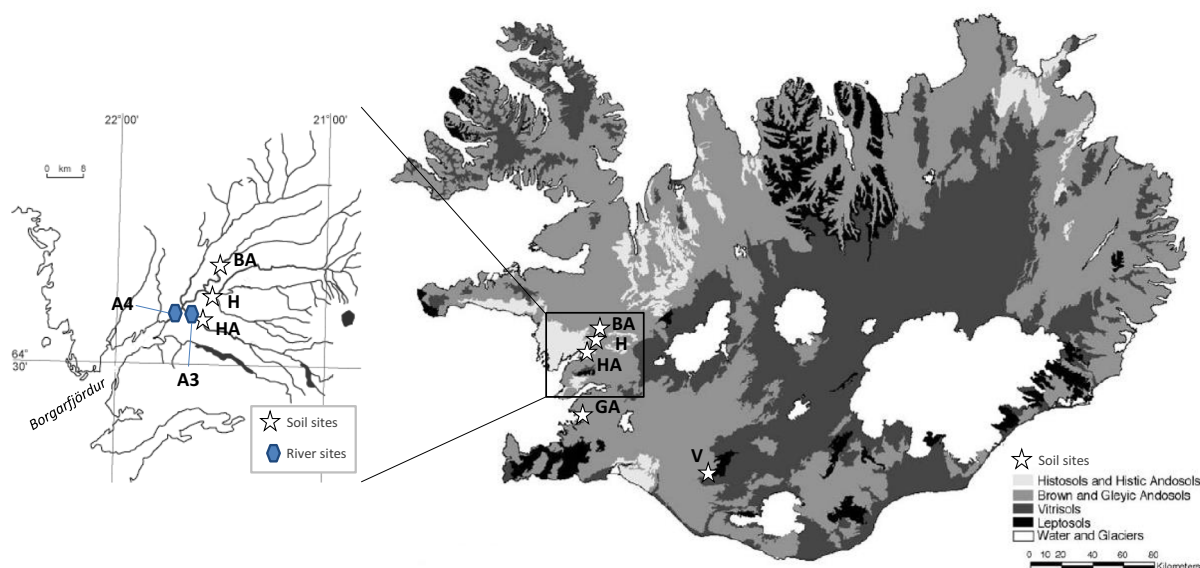 22°00'
21°00'
0 km 8
BA
A4
H
HA
64°
30'
A3
Borgarfjördur
Soil sites
River sites
BA
H
HA
GA
V
Soil sites
Histosols and Histic Andosols
Brown and Gleyic Andosols
Vitrisols
Leptosols
Water and Glaciers
0 10 20 40 60 80
Kilometers